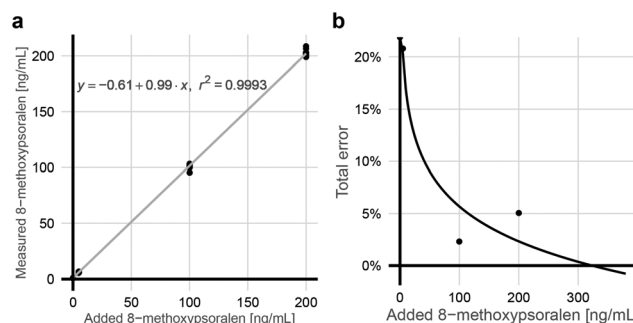 a
Measured 8−methoxypsoralen [ng/mL]
200
150
100
50
0
y = −0.61 + 0.99 · x, r² = 0.9993
0 50 100 150 200
Added 8−methoxypsoralen [ng/mL]
b
Total error
20%
15%
10%
5%
0%
0 100 200 300
Added 8−methoxypsoralen [ng/mL